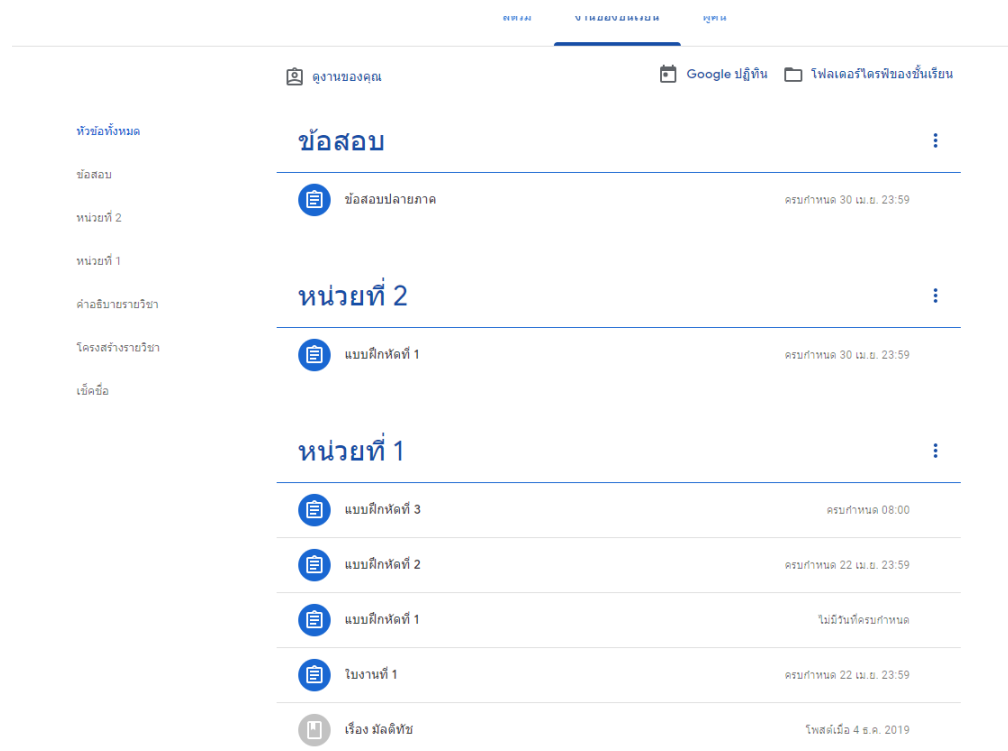 ดูงานของคุณ
Google ปฏิทิน
โฟลเดอร์ไดรฟ์ของชั้นเรียน
หัวข้อทั้งหมด
ข้อสอบ
หน่วยที่ 2
หน่วยที่ 1
คำอธิบายรายวิชา
โครงสร้างรายวิชา
เช็คชื่อ
ข้อสอบ
ข้อสอบปลายภาค
ครบกำหนด 30 เม.ย. 23:59
หน่วยที่ 2
แบบฝึกหัดที่ 1
ครบกำหนด 30 เม.ย. 23:59
หน่วยที่ 1
แบบฝึกหัดที่ 3
ครบกำหนด 08:00
แบบฝึกหัดที่ 2
ครบกำหนด 22 เม.ย. 23:59
แบบฝึกหัดที่ 1
ไม่มีวันที่ครบกำหนด
ใบงานที่ 1
ครบกำหนด 22 เม.ย. 23:59
เรื่อง มัลติทัช
โพสต์เมื่อ 4 ธ.ค. 2019